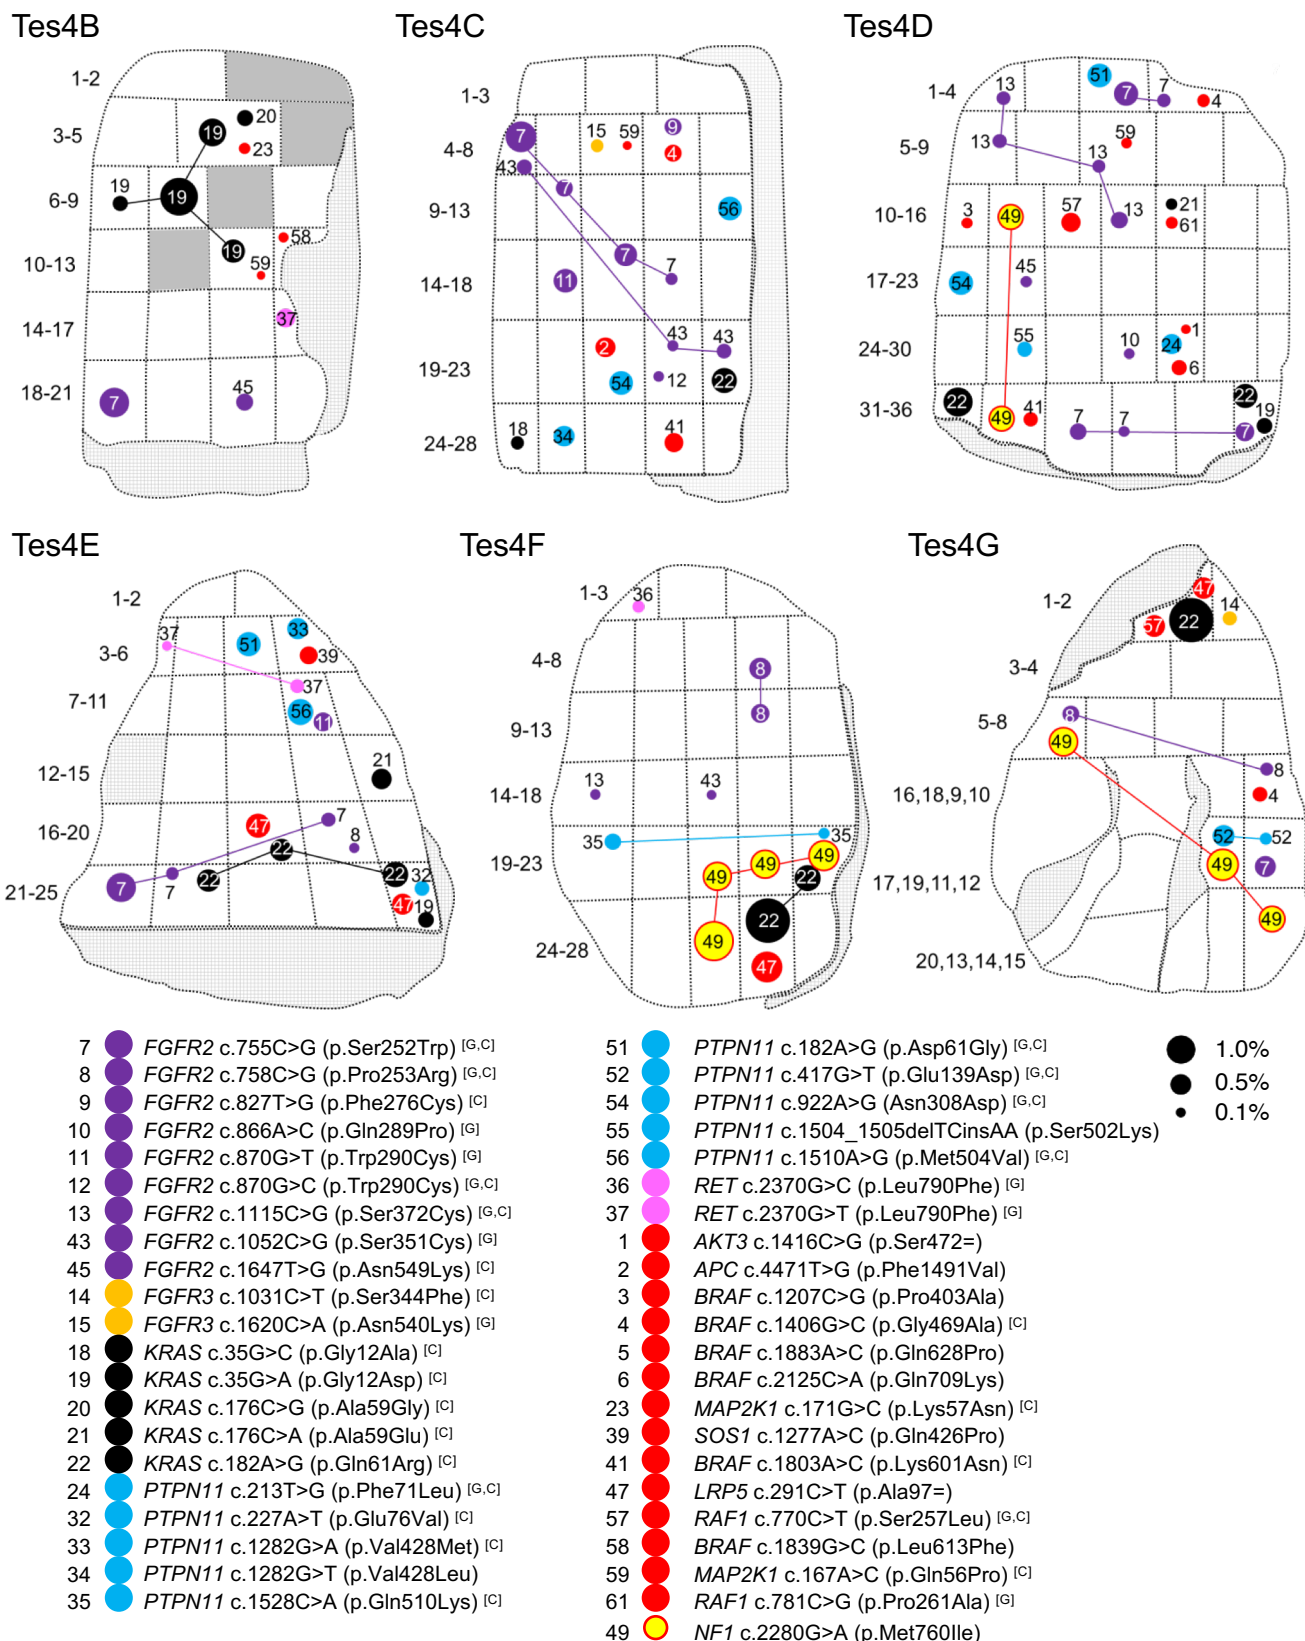 Tes4B Tes4C Tes4D
1-2
20
19
3-5
23
19
19
6-9
58
19
10-13
59
37
14-17
45
7
18-21
1-3
15 59 9
7
4
4-8
43
7
56
9-13
7
7
11
14-18
43 43
2
19-23
54 12 22
18 34 41
24-28
13 51 7 7 4
1-4
59
13 13
5-9
3 49 57 13 21
61
10-16
45
54
17-23
55 10 24 1
6
24-30
22 49 41 7 7 22 19
7
31-36
Tes4E Tes4F Tes4G
1-2
37 51 33
39
3-6
37
7-11
56 11
21
12-15
47 7
8
22
16-20
7 7 22 22 32
47 19
21-25
36
1-3
8
4-8
8
9-13
13 43
14-18
35 35
49 49 49
22
19-23
22
49
47
24-28
47
57 22 14
1-2
3-4
8
49
5-8
8
4
16,18,9,10
52 52
49 7
17,19,11,12
49
20,13,14,15
7 FGFR2 c.755C>G (p.Ser252Trp) [G,C]
8 FGFR2 c.758C>G (p.Pro253Arg) [G,C]
9 FGFR2 c.827T>G (p.Phe276Cys) [C]
10 FGFR2 c.866A>C (p.Gln289Pro) [G]
11 FGFR2 c.870G>T (p.Trp290Cys) [G]
12 FGFR2 c.870G>C (p.Trp290Cys) [G,C]
13 FGFR2 c.1115C>G (p.Ser372Cys) [G,C]
43 FGFR2 c.1052C>G (p.Ser351Cys) [G]
45 FGFR2 c.1647T>G (p.Asn549Lys) [C]
14 FGFR3 c.1031C>T (p.Ser344Phe) [C]
15 FGFR3 c.1620C>A (p.Asn540Lys) [G]
18 KRAS c.35G>C (p.Gly12Ala) [C]
19 KRAS c.35G>A (p.Gly12Asp) [C]
20 KRAS c.176C>G (p.Ala59Gly) [C]
21 KRAS c.176C>A (p.Ala59Glu) [C]
22 KRAS c.182A>G (p.Gln61Arg) [C]
24 PTPN11 c.213T>G (p.Phe71Leu) [G,C]
32 PTPN11 c.227A>T (p.Glu76Val) [C]
33 PTPN11 c.1282G>A (p.Val428Met) [C]
34 PTPN11 c.1282G>T (p.Val428Leu)
35 PTPN11 c.1528C>A (p.Gln510Lys) [C]
51 PTPN11 c.182A>G (p.Asp61Gly) [G,C]
52 PTPN11 c.417G>T (p.Glu139Asp) [G,C]
54 PTPN11 c.922A>G (Asn308Asp) [G,C]
55 PTPN11 c.1504_1505delTCinsAA (p.Ser502Lys)
56 PTPN11 c.1510A>G (p.Met504Val) [G,C]
36 RET c.2370G>C (p.Leu790Phe) [G]
37 RET c.2370G>T (p.Leu790Phe) [G]
1 AKT3 c.1416C>G (p.Ser472=)
2 APC c.4471T>G (p.Phe1491Val)
3 BRAF c.1207C>G (p.Pro403Ala)
4 BRAF c.1406G>C (p.Gly469Ala) [C]
5 BRAF c.1883A>C (p.Gln628Pro)
6 BRAF c.2125C>A (p.Gln709Lys)
23 MAP2K1 c.171G>C (p.Lys57Asn) [C]
39 SOS1 c.1277A>C (p.Gln426Pro)
41 BRAF c.1803A>C (p.Lys601Asn) [C]
47 LRP5 c.291C>T (p.Ala97=)
57 RAF1 c.770C>T (p.Ser257Leu) [G,C]
58 BRAF c.1839G>C (p.Leu613Phe)
59 MAP2K1 c.167A>C (p.Gln56Pro) [C]
61 RAF1 c.781C>G (p.Pro261Ala) [G]
49 NF1 c.2280G>A (p.Met760Ile)
1.0%
0.5%
0.1%